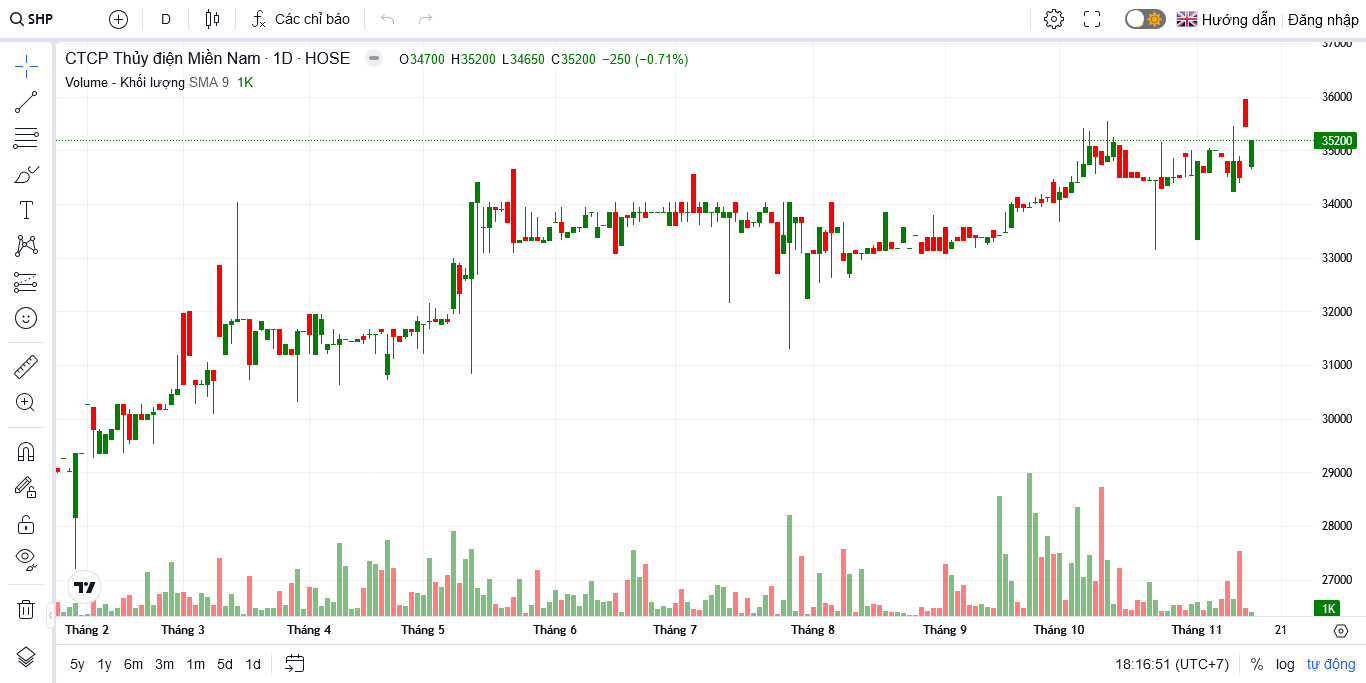 SHP D Các chỉ báo Hướng dẫn Đăng nhập
CTCP Thủy điện Miền Nam · 1D · HOSE O34700 H35200 L34650 C35200 −250 (−0.71%)
Volume - Khối lượng SMA 9 1K
37000
36000
35200
35000
34000
33000
32000
31000
30000
29000
28000
27000
1K
Tháng 2 Tháng 3 Tháng 4 Tháng 5 Tháng 6 Tháng 7 Tháng 8 Tháng 9 Tháng 10 Tháng 11 21
5y 1y 6m 3m 1m 5d 1d 18:16:51 (UTC+7) % log tự động